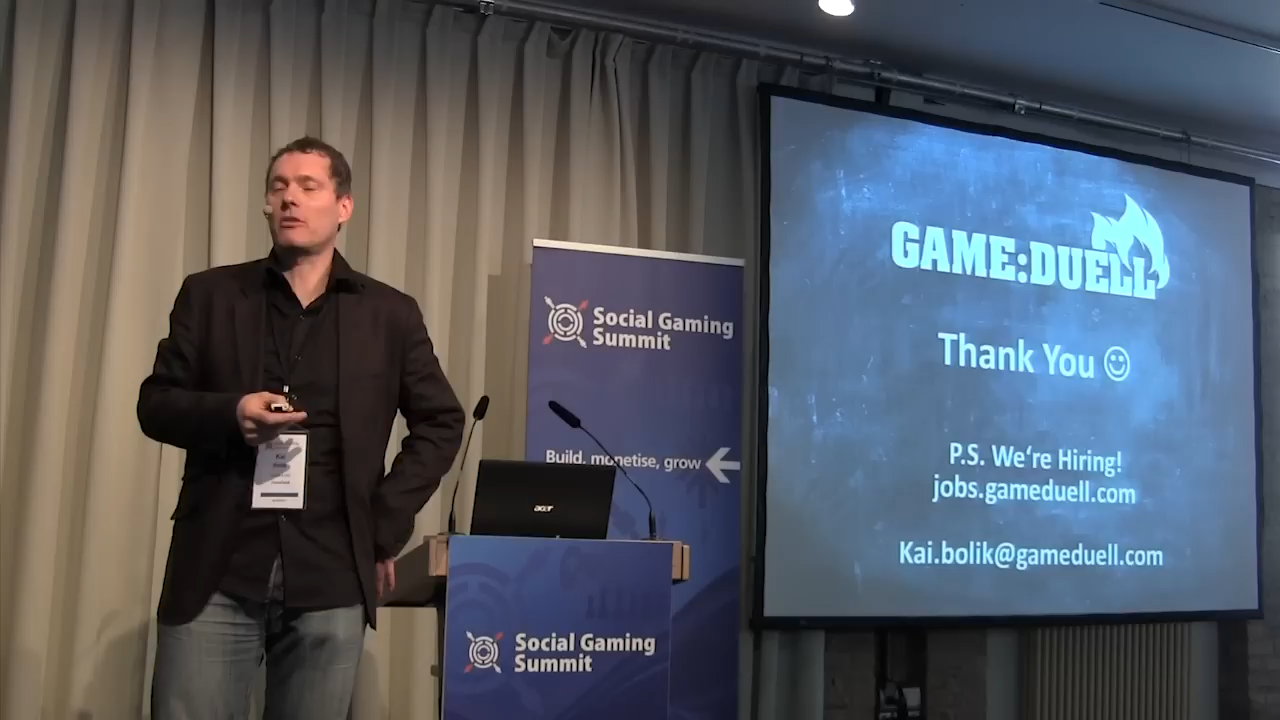 GAME:DUELL
Thank You ☺
P.S. We're Hiring!
jobs.gameduell.com
Kai.bolik@gameduell.com
Social Gaming
Summit
Build, monetise, grow
acer
Social Gaming
Summit
Kai